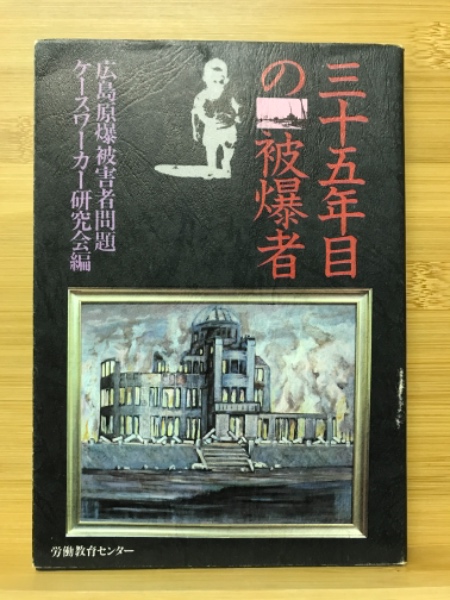 三十五年目
の被爆者
広島原爆被害者問題
ケースワーカー研究会編
労働教育センター